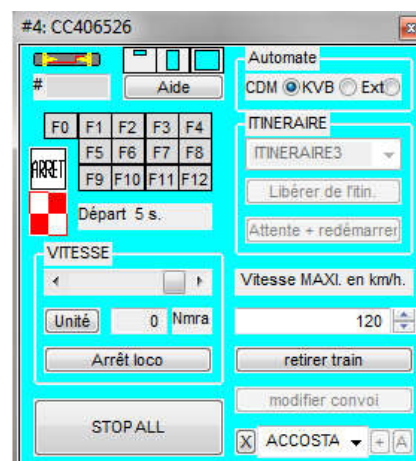 #4: CC406526
x
Automate
# Aide
CDM KVB Ext
F0 F1 F2 F3 F4
F5 F6 F7 F8
F9 F10 F11 F12
ARRET
Départ 5 s.
ITINERAIRE
ITINERAIRE3
Libérer de l'itin.
Attente + redémarrer
VITESSE
Unité 0 Nmra
Arrêt loco
Vitesse MAXI. en km/h.
120
retirer train
modifier convoi
STOP ALL
X ACCOSTA + A